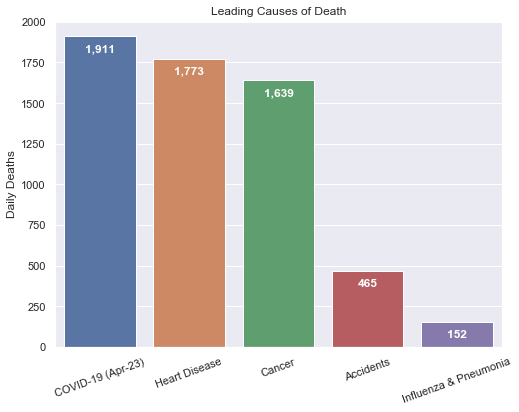 Leading Causes of Death
Daily Deaths
2000
1750
1500
1250
1000
750
500
250
0
1,911
1,773
1,639
465
152
COVID-19 (Apr-23)
Heart Disease
Cancer
Accidents
Influenza & Pneumonia